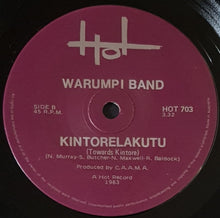 Hot
WARUMPI BAND
SIDE B
45 R.P.M.
HOT 703
3.32
KINTORELAKUTU
(Towards Kintore)
(N. Murray-S. Butcher-N. Maxwell-R. Baldock)
Produced by C.A.A.M.A.
A Hot Record
1983